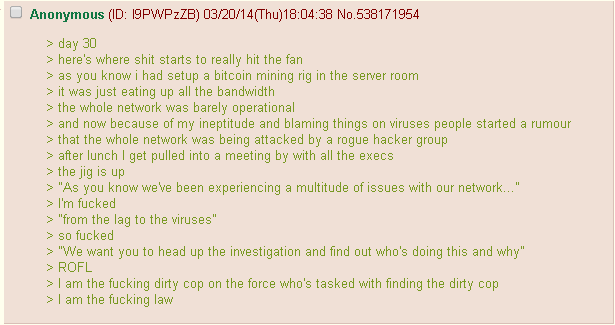 Anonymous (ID: I9PWPzZB) 03/20/14(Thu)18:04:38 No.538171954
> day 30
> here's where shit starts to really hit the fan
> as you know i had setup a bitcoin mining rig in the server room
> it was just eating up all the bandwidth
> the whole network was barely operational
> and now because of my ineptitude and blaming things on viruses people started a rumour
> that the whole network was being attacked by a rogue hacker group
> after lunch I get pulled into a meeting by with all the execs
> the jig is up
> "As you know we've been experiencing a multitude of issues with our network..."
> I'm fucked
> "from the lag to the viruses"
> so fucked
> "We want you to head up the investigation and find out who's doing this and why"
> ROFL
> I am the fucking dirty cop on the force who's tasked with finding the dirty cop
> I am the fucking law